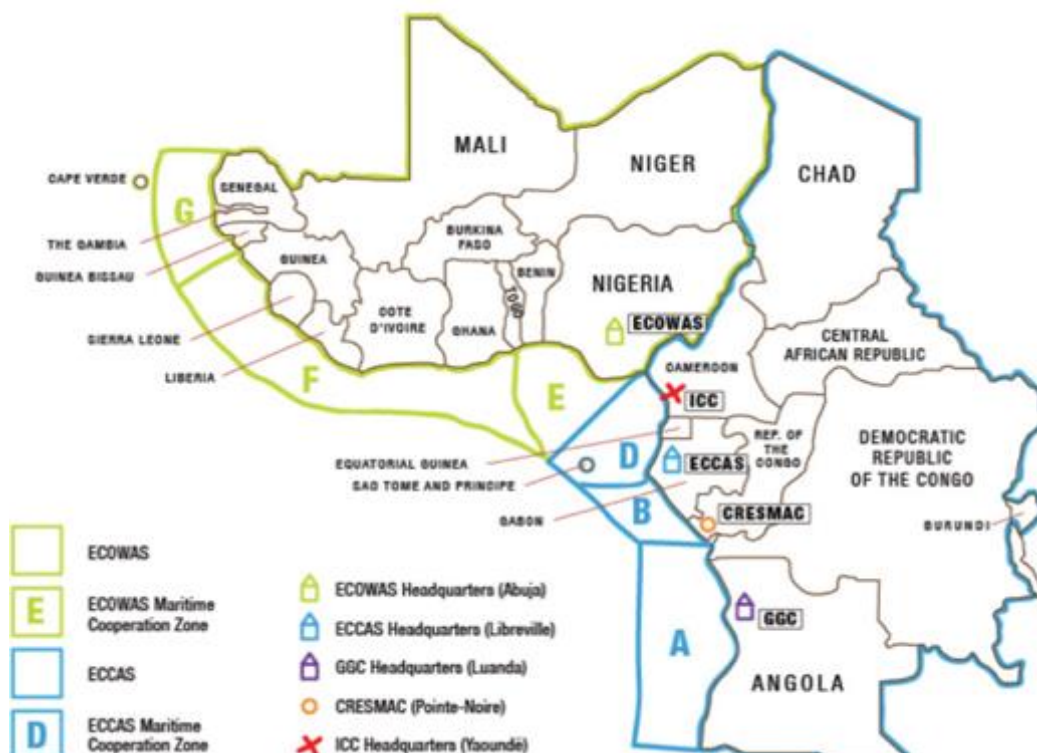 MALI
NIGER
CHAD
CAPE VERDE
SENEGAL
G
THE GAMBIA
BURKINA
FASO
GUINEA BISSAU
GUINEA
BENIN
NIGERIA
TOGO
COTE
D'IVOIRE
GHANA
ECOWAS
SIERRA LEONE
CENTRAL
AFRICAN REPUBLIC
LIBERIA
CAMEROON
F
E
ICC
REP. OF
THE
CONGO
DEMOCRATIC
REPUBLIC
OF THE CONGO
EQUATORIAL GUINEA
D
ECCAS
SAO TOME AND PRINCIPE
GABON
B
CRESMAC
BURUNDI
GGC
A
ANGOLA
ECOWAS
E
ECOWAS Maritime
Cooperation Zone
ECCAS
D
ECCAS Maritime
Cooperation Zone
ECOWAS Headquarters (Abuja)
ECCAS Headquarters (Libreville)
GGC Headquarters (Luanda)
CRESMAC (Pointe-Noire)
ICC Headquarters (Yaoundë)